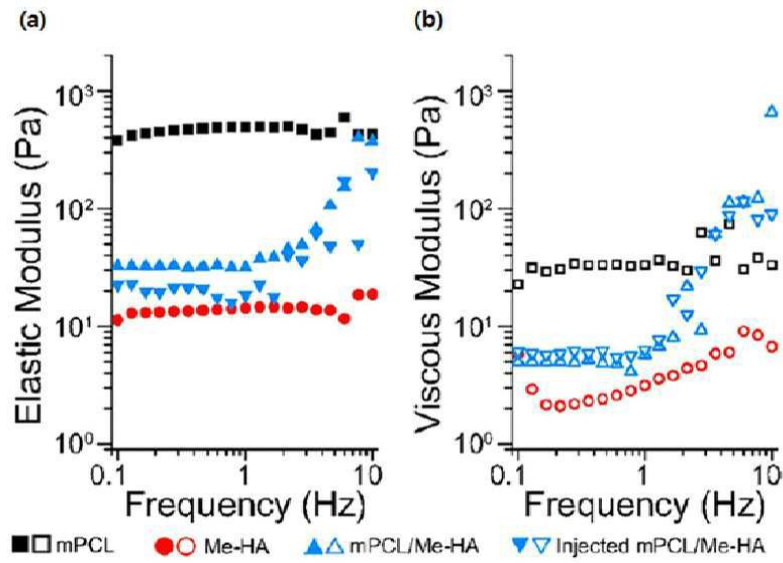 (a)
(b)
Elastic Modulus (Pa)
10³
10²
10¹
10⁰
0.1
1
10
Frequency (Hz)
Viscous Modulus (Pa)
10³
10²
10¹
10⁰
0.1
1
10
Frequency (Hz)
mPCL
Me-HA
mPCL/Me-HA
Injected mPCL/Me-HA